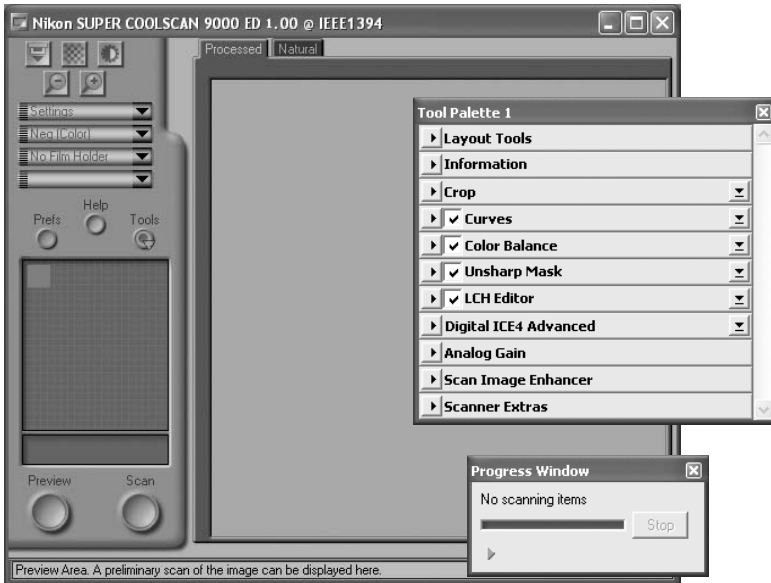 Nikon SUPER COOLSCAN 9000 ED 1.00 @ IEEE1394
Processed Natural
Settings
Neg (Color)
No Film Holder
Prefs Help Tools
Preview Scan
Tool Palette 1
Layout Tools
Information
Crop
Curves
Color Balance
Unsharp Mask
LCH Editor
Digital ICE4 Advanced
Analog Gain
Scan Image Enhancer
Scanner Extras
Progress Window
No scanning items
Stop
Preview Area. A preliminary scan of the image can be displayed here.